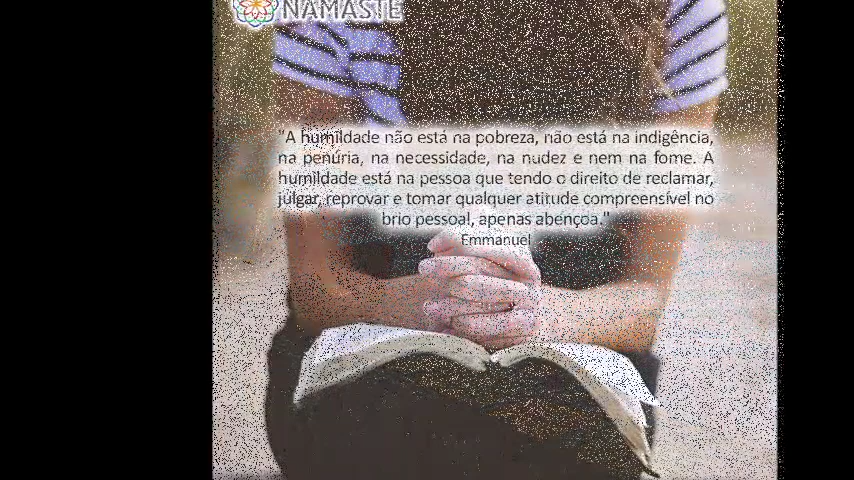 NAMASTE
"A humildade não está na pobreza, não está na indigência,
na penúria, na necessidade, na nudez e nem na fome. A
humildade está na pessoa que tendo o direito de reclamar,
julgar, reprovar e tomar qualquer atitude compreensível no
brio pessoal, apenas abençoa."
Emmanuel